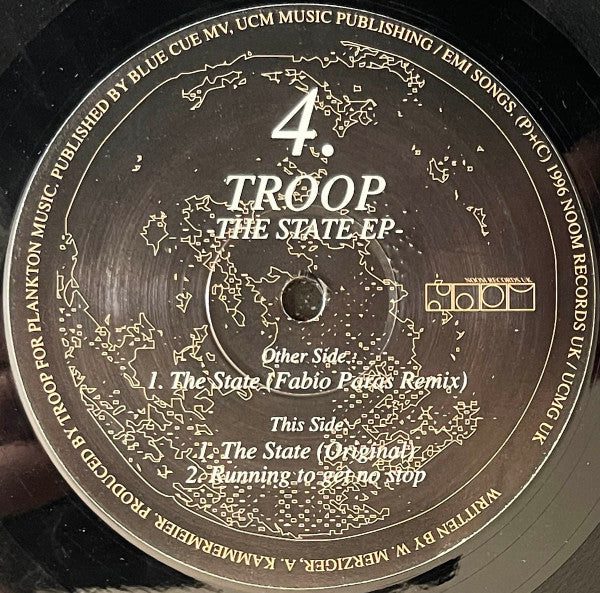 4.
TROOP
-THE STATE EP-
NOOM RECORDS UK
NOOM
Other Side:
1. The State (Fabio Paras Remix)
This Side:
1. The State (Original)
2. Running to get no stop
WRITTEN BY W MERZIGER, A. KAMMERMEIER. PRODUCED BY TROOP FOR PLANKTON MUSIC. PUBLISHED BY BLUE CUE MV, UCM MUSIC PUBLISHING / EMI SONGS. (P)+(C) 1996 NOOM RECORDS UK / UCMG UK